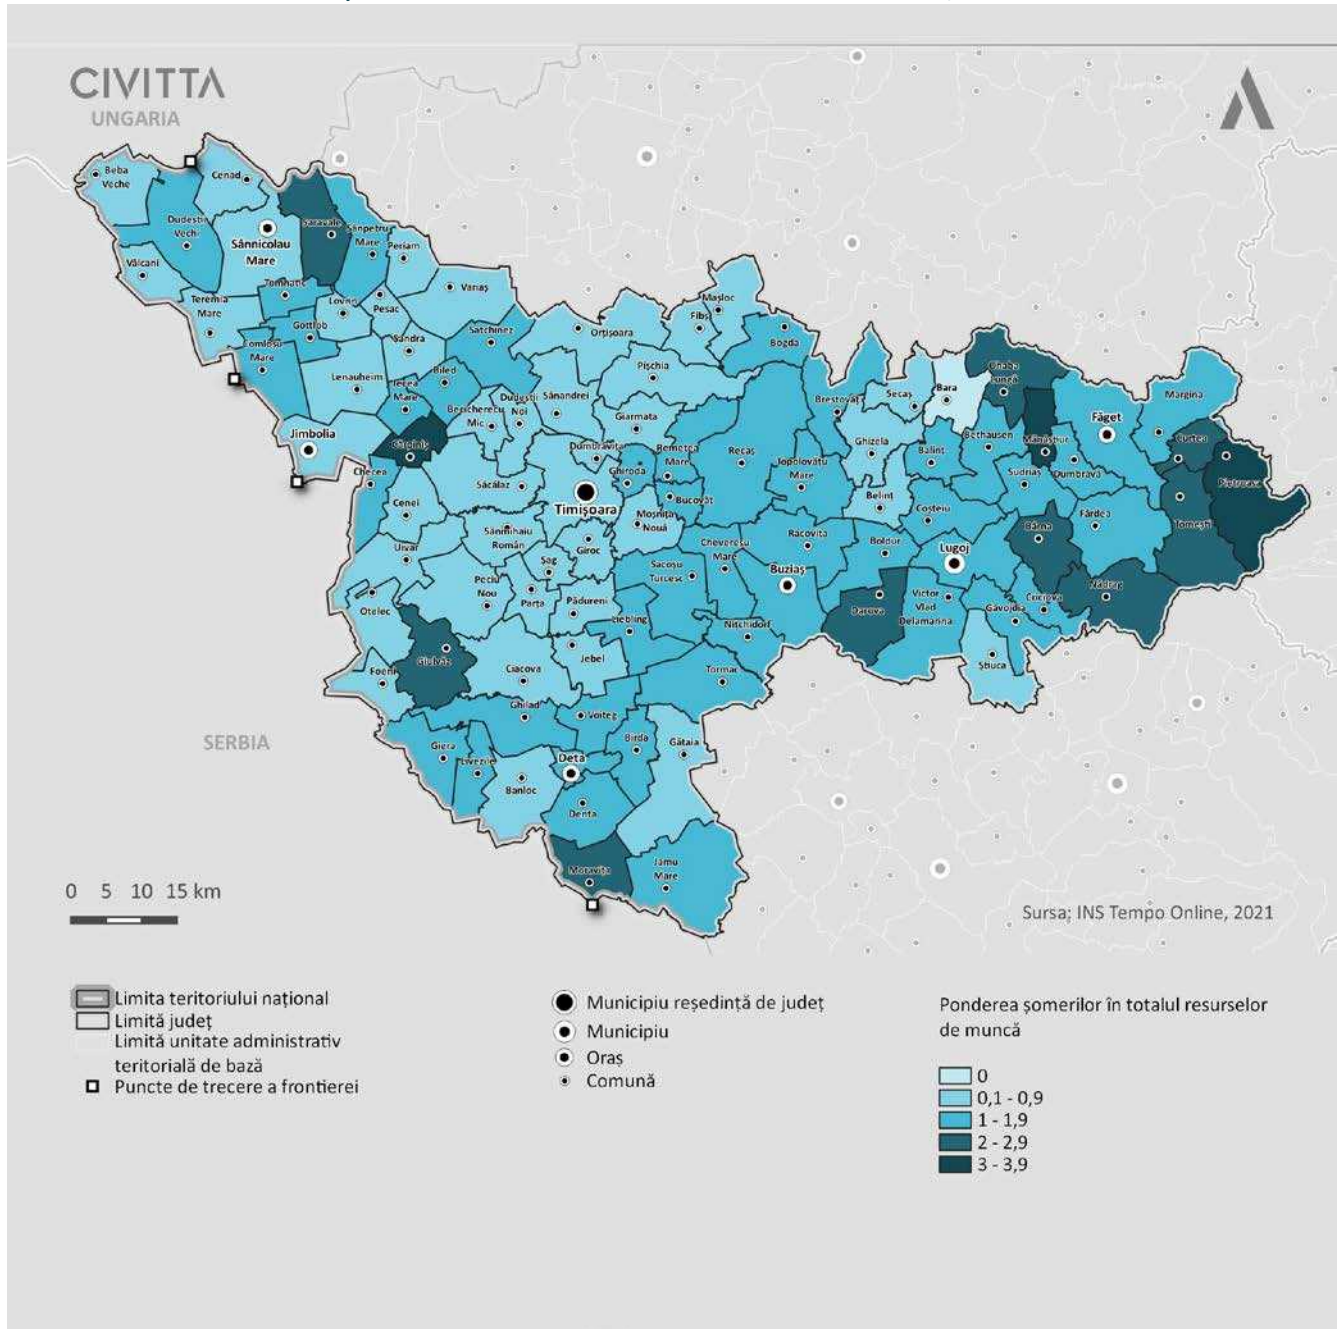 CIVITTA
UNGARIA
Beba
Veche
Cenad
Dudeștii
Vechi
Saravale
Sânpetru
Mare
Periam
Sânnicolau
Mare
Vălcani
Tomnatic
Variaș
Teremia
Mare
Lovrin
Pesac
Mașloc
Fibiș
Gottlob
Satchinez
Orțișoara
Bogda
Comloșu
Mare
Sandra
Pișchia
Lenauheim
Biled
Iecea
Mare
Dudeștii
Noi
Sânandrei
Brestovăț
Secaș
Bara
Ohaba
Lungă
Margina
Becicherecu
Mic
Giarmata
Făget
Jimbolia
Cărpiniș
Dumbrăvița
Remetea
Mare
Recaș
Ghizela
Bethausen
Mănăștiur
Curtea
Checea
Ghiroda
Topolovățu
Mare
Balinț
Sudriaș
Dumbrava
Pietroasa
Săcălaz
Timișoara
Bucovăț
Belinț
Cenei
Moșnița
Nouă
Coșteiu
Fârdea
Tomești
Sânmihaiu
Român
Giroc
Racovița
Bârna
Uivar
Cheveresu
Mare
Boldur
Lugoj
Șag
Sacoșu
Turcesc
Buziaș
Peciu
Nou
Nădrag
Otelec
Parța
Pădureni
Darova
Victor
Vlad
Delamarina
Criciova
Găvojdia
Liebling
Nițchidorf
Giulvăz
Jebel
Foeni
Ciacova
Tormac
Știuca
Ghilad
Voiteg
SERBIA
Giera
Birda
Gătaia
Livezile
Deta
Banloc
Denta
Moravița
Jamu
Mare
0 5 10 15 km
Sursa; INS Tempo Online, 2021
Limita teritoriului național
Limită județ
Limită unitate administrativ
teritorială de bază
Puncte de trecere a frontierei
Municipiu reședință de județ
Municipiu
Oraș
Comună
Ponderea șomerilor în totalul resurselor
de muncă
0
0,1 - 0,9
1 - 1,9
2 - 2,9
3 - 3,9